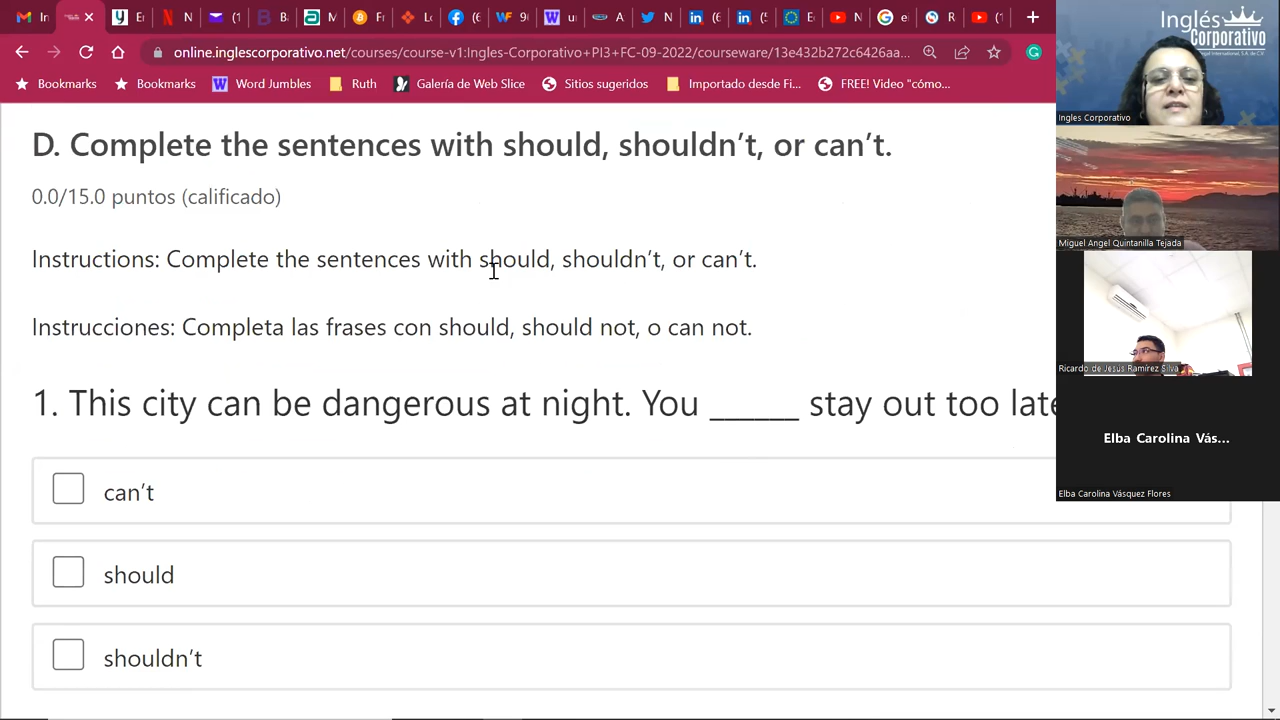 online.inglescorporativo.net/courses/course-v1:Ingles-Corporativo+PI3+FC-09-2022/courseware/13e432b272c6426aa...
Bookmarks
Bookmarks
Word Jumbles
Ruth
Galería de Web Slice
Sitios sugeridos
Importado desde Fi...
FREE! Video "cómo...
Inglés
Corporativo
Ingles Corporativo
Miguel Angel Quintanilla Tejada
Ricardo de Jesús Ramírez Silva
Elba Carolina Vás...
Elba Carolina Vásquez Flores
D. Complete the sentences with should, shouldn’t, or can’t.
0.0/15.0 puntos (calificado)
Instructions: Complete the sentences with should, shouldn’t, or can’t.
Instrucciones: Completa las frases con should, should not, o can not.
1. This city can be dangerous at night. You ______ stay out too late
can’t
should
shouldn’t